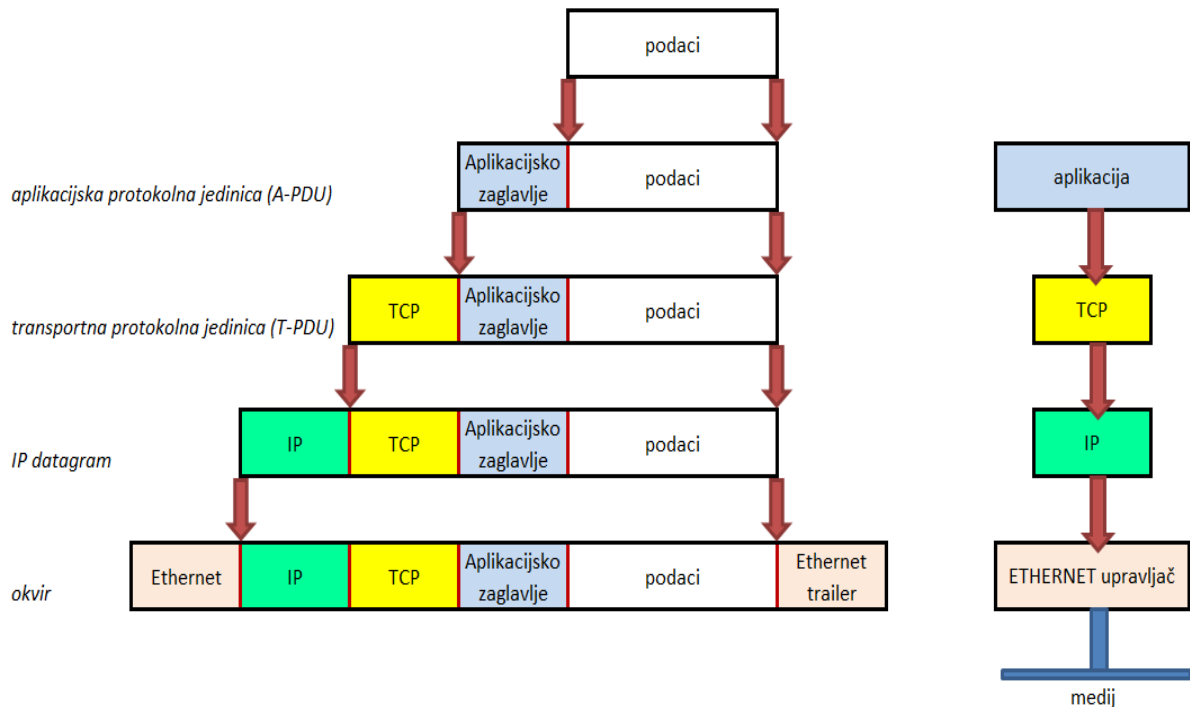 podaci
aplikacijska protokolna jedinica (A-PDU)
Aplikacijsko
zaglavlje
podaci
aplikacija
transportna protokolna jedinica (T-PDU)
TCP
Aplikacijsko
zaglavlje
podaci
TCP
IP datagram
IP
TCP
Aplikacijsko
zaglavlje
podaci
IP
okvir
Ethernet
IP
TCP
Aplikacijsko
zaglavlje
podaci
Ethernet
trailer
ETHERNET upravljač
medij